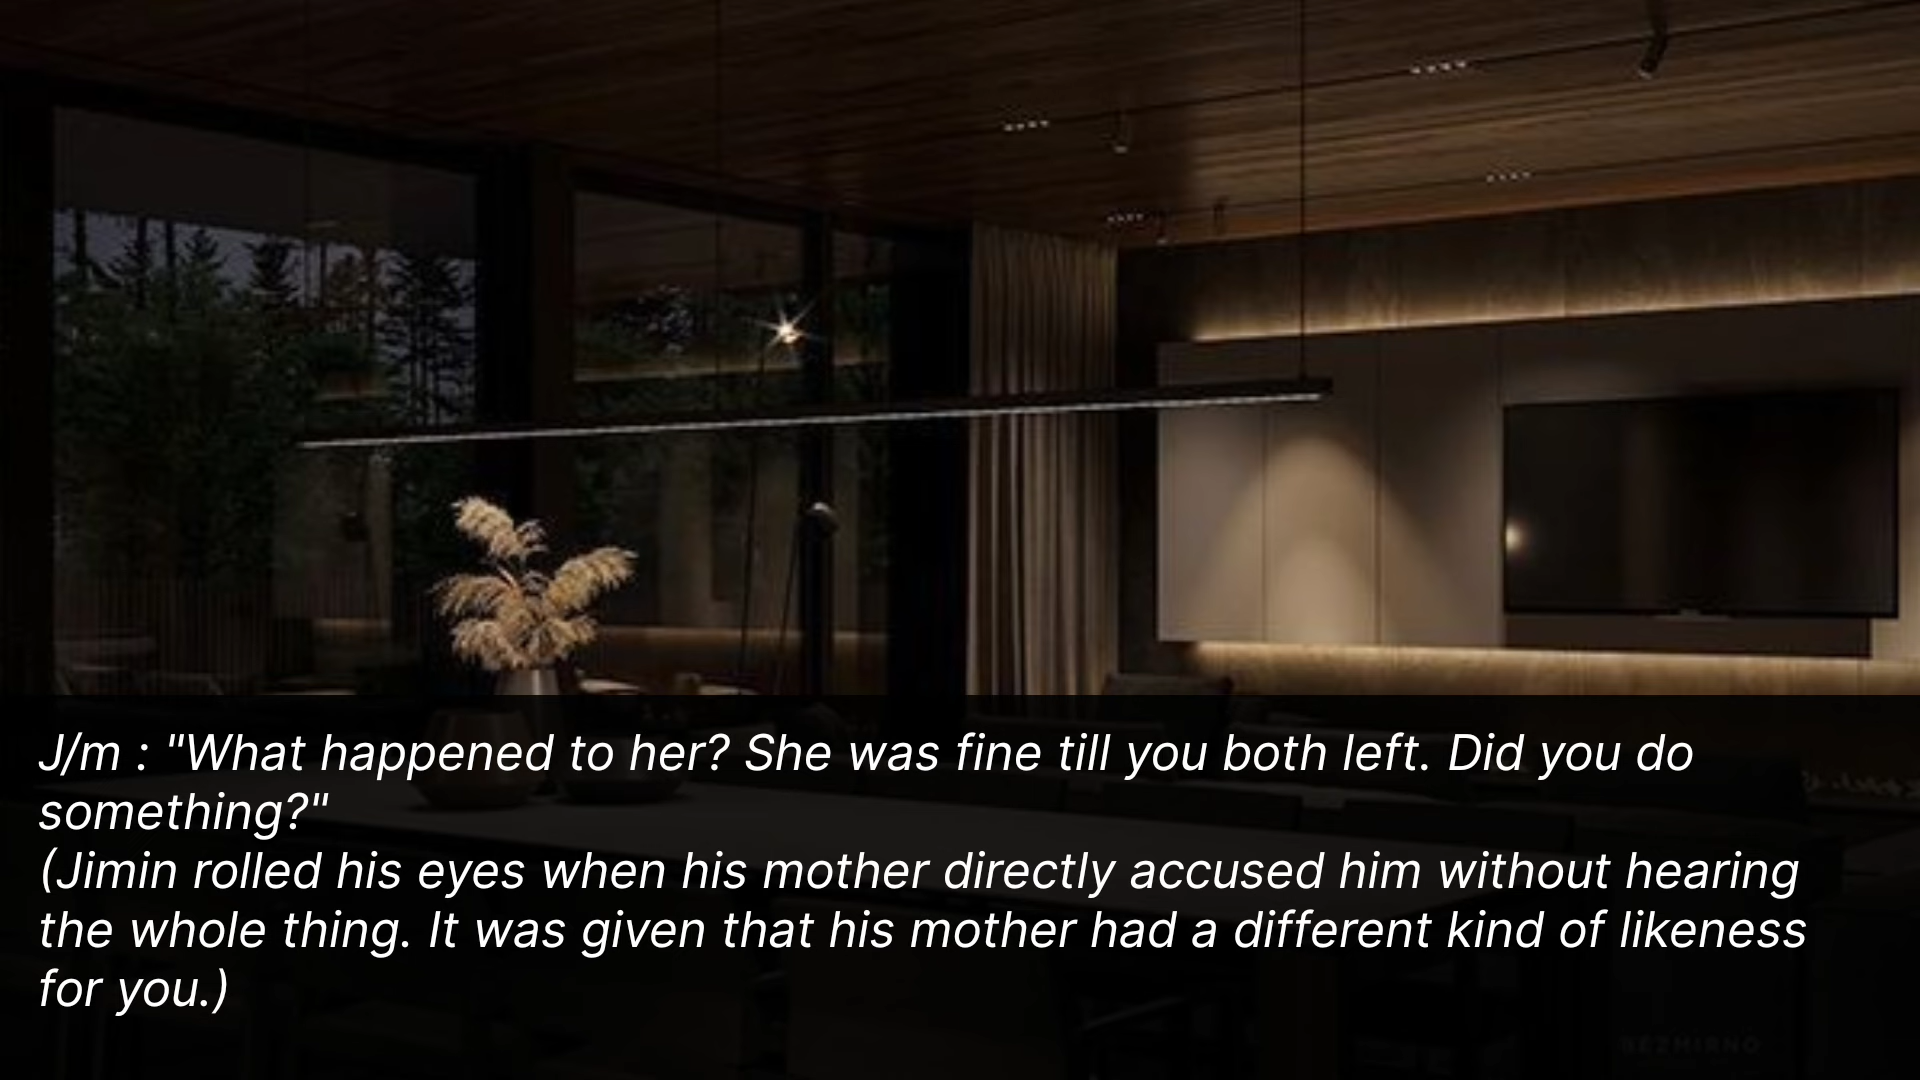 J/m : "What happened to her? She was fine till you both left. Did you do
something?"
(Jimin rolled his eyes when his mother directly accused him without hearing
the whole thing. It was given that his mother had a different kind of likeness
for you.)
BEZMIRNO